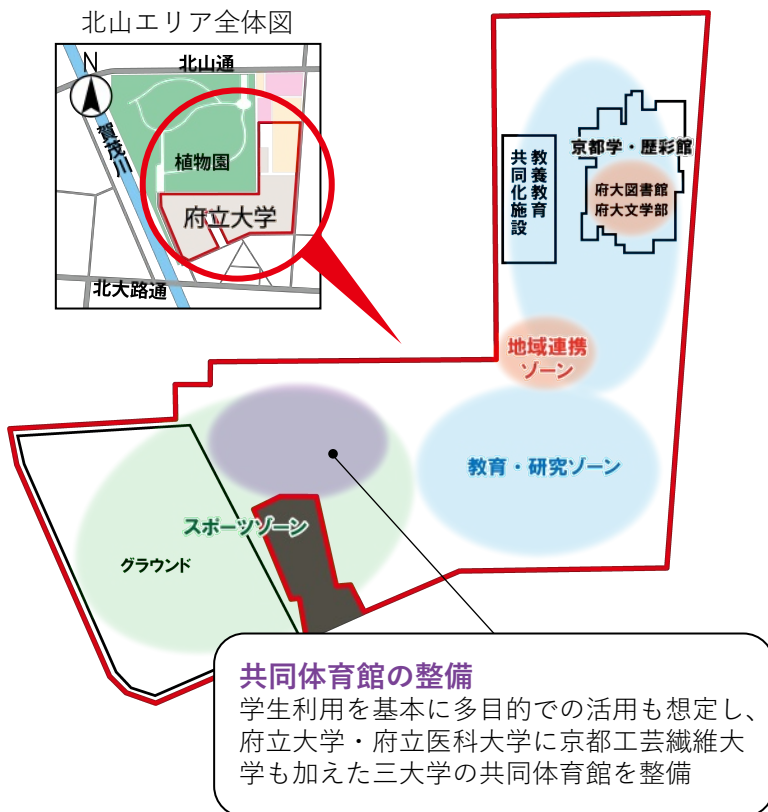 北山エリア全体図
N
北山通
賀茂川
植物園
府立大学
北大路通
京都学・歴彩館
教養教育
共同化施設
府大図書館
府大文学部
地域連携
ゾーン
教育・研究ゾーン
スポーツゾーン
グラウンド
共同体育館の整備
学生利用を基本に多目的での活用も想定し、
府立大学・府立医科大学に京都工芸繊維大
学も加えた三大学の共同体育館を整備